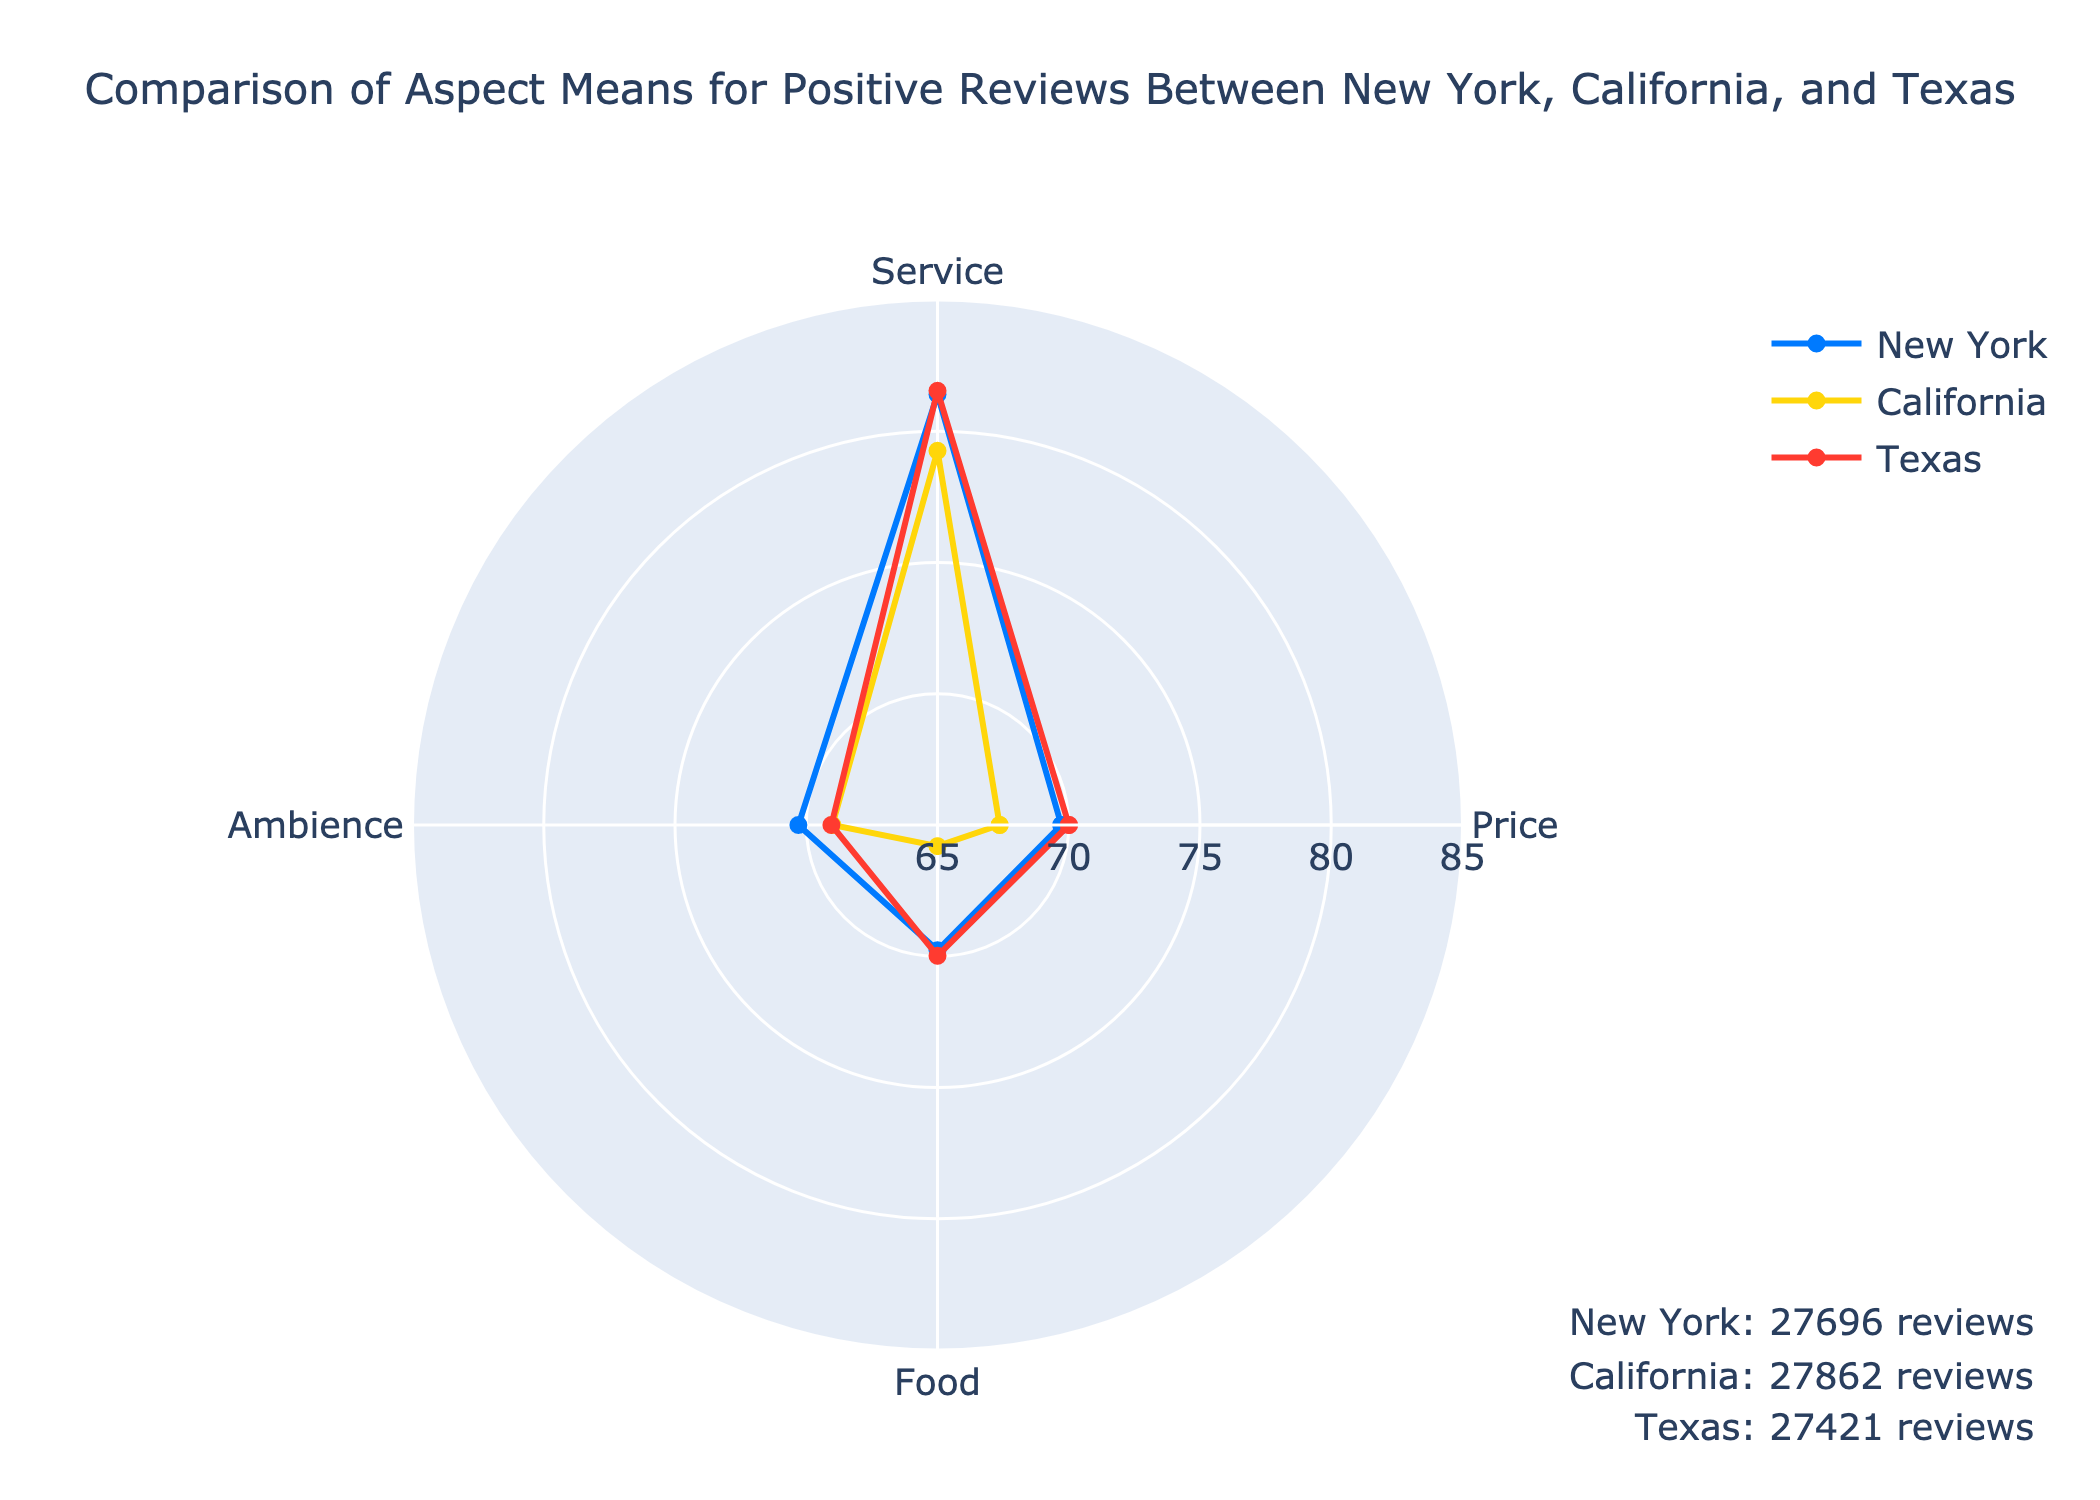 Comparison of Aspect Means for Positive Reviews Between New York, California, and Texas
Service
New York
California
Texas
Ambience
Price
65 70 75 80 85
Food
New York: 27696 reviews
California: 27862 reviews
Texas: 27421 reviews